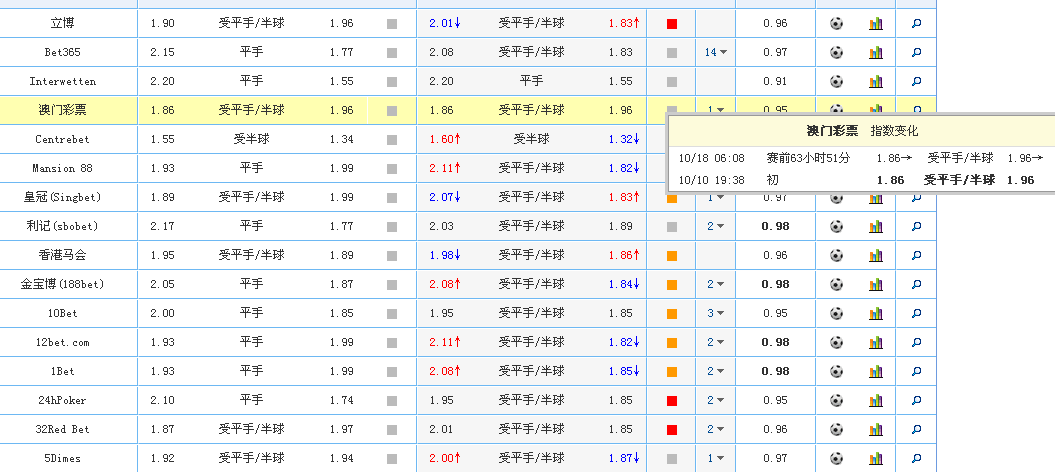 立博 1.90 受平手/半球 1.96 2.01↓ 受平手/半球 1.83↑ 0.96
Bet365 2.15 平手 1.77 2.08 受平手/半球 1.83 14 0.97
Interwetten 2.20 平手 1.55 2.20 平手 1.55 0.91
澳门彩票 1.86 受平手/半球 1.96 1.86 受平手/半球 1.96 1 0.95
澳门彩票 指数变化
Centrebet 1.55 受半球 1.34 1.60↑ 受半球 1.32↓
10/18 06:08 赛前63小时51分 1.86→ 受平手/半球 1.96→
Mansion 88 1.93 平手 1.99 2.11↑ 受平手/半球 1.82↓
10/10 19:38 初 1.86 受平手/半球 1.96
皇冠(Singbet) 1.89 受平手/半球 1.99 2.07↓ 受平手/半球 1.83↑ 1 0.97
利记(sbobet) 2.17 平手 1.77 2.03 受平手/半球 1.89 2 0.98
香港马会 1.95 受平手/半球 1.89 1.98↓ 受平手/半球 1.86↑ 0.96
金宝博(188bet) 2.05 平手 1.87 2.08↑ 受平手/半球 1.84↓ 2 0.98
10Bet 2.00 平手 1.85 1.95 受平手/半球 1.85 3 0.95
12bet.com 1.93 平手 1.99 2.11↑ 受平手/半球 1.82↓ 2 0.98
1Bet 1.93 平手 1.99 2.08↑ 受平手/半球 1.85↓ 2 0.98
24hPoker 2.10 平手 1.74 1.95 受平手/半球 1.85 2 0.95
32Red Bet 1.87 受平手/半球 1.97 2.01 受平手/半球 1.85 2 0.96
5Dimes 1.92 受平手/半球 1.94 2.00↑ 受平手/半球 1.87↓ 1 0.97